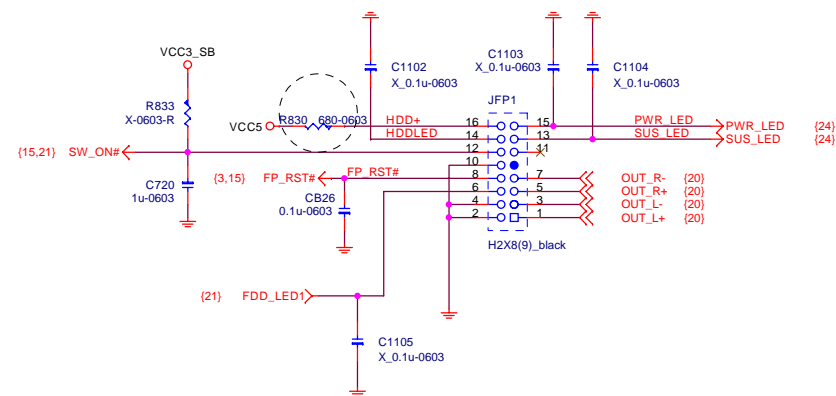 VCC3_SB
C1102
X_0.1u-0603
C1103
X_0.1u-0603
C1104
X_0.1u-0603
R833
X-0603-R
JFP1
VCC5
R830 680-0603
HDD+
HDDLED
16
14
12
10
8
6
4
2
15
13
11
7
5
3
1
PWR_LED
SUS_LED
PWR_LED {24}
SUS_LED {24}
{15,21} SW_ON#
C720
1u-0603
{3,15} FP_RST#
FP_RST#
CB26
0.1u-0603
OUT_R- {20}
OUT_R+ {20}
OUT_L- {20}
OUT_L+ {20}
H2X8(9)_black
{21} FDD_LED1
C1105
X_0.1u-0603